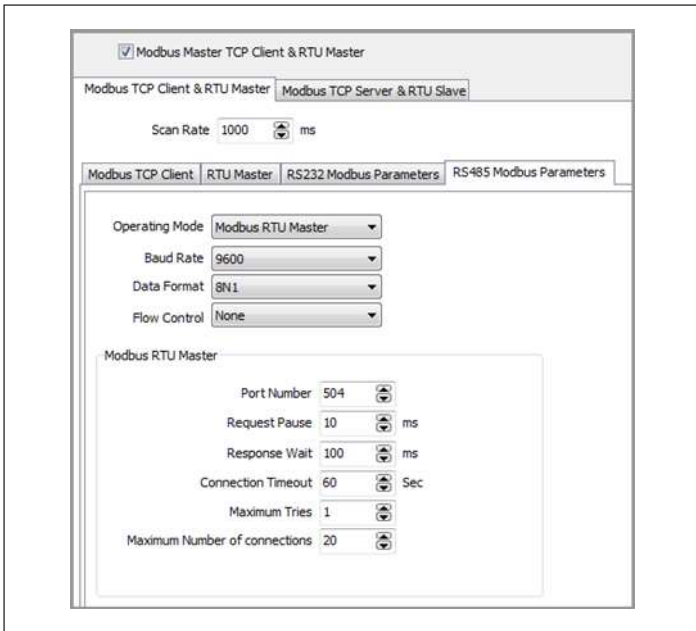 Modbus Master TCP Client & RTU Master
Modbus TCP Client & RTU Master Modbus TCP Server & RTU Slave
Scan Rate 1000 ms
Modbus TCP Client RTU Master RS232 Modbus Parameters RS485 Modbus Parameters
Operating Mode Modbus RTU Master
Baud Rate 9600
Data Format 8N1
Flow Control None
Modbus RTU Master
Port Number 504
Request Pause 10 ms
Response Wait 100 ms
Connection Timeout 60 Sec
Maximum Tries 1
Maximum Number of connections 20